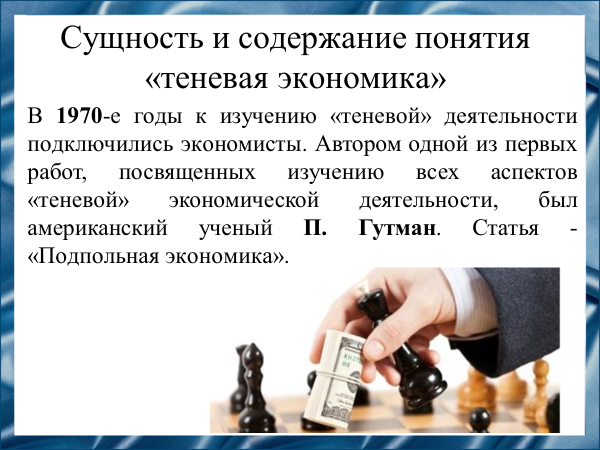 Сущность и содержание понятия
«теневая экономика»
В 1970-е годы к изучению «теневой» деятельности
подключились экономисты. Автором одной из первых
работ, посвященных изучению всех аспектов
«теневой» экономической деятельности, был
американский ученый П. Гутман. Статья -
«Подпольная экономика».